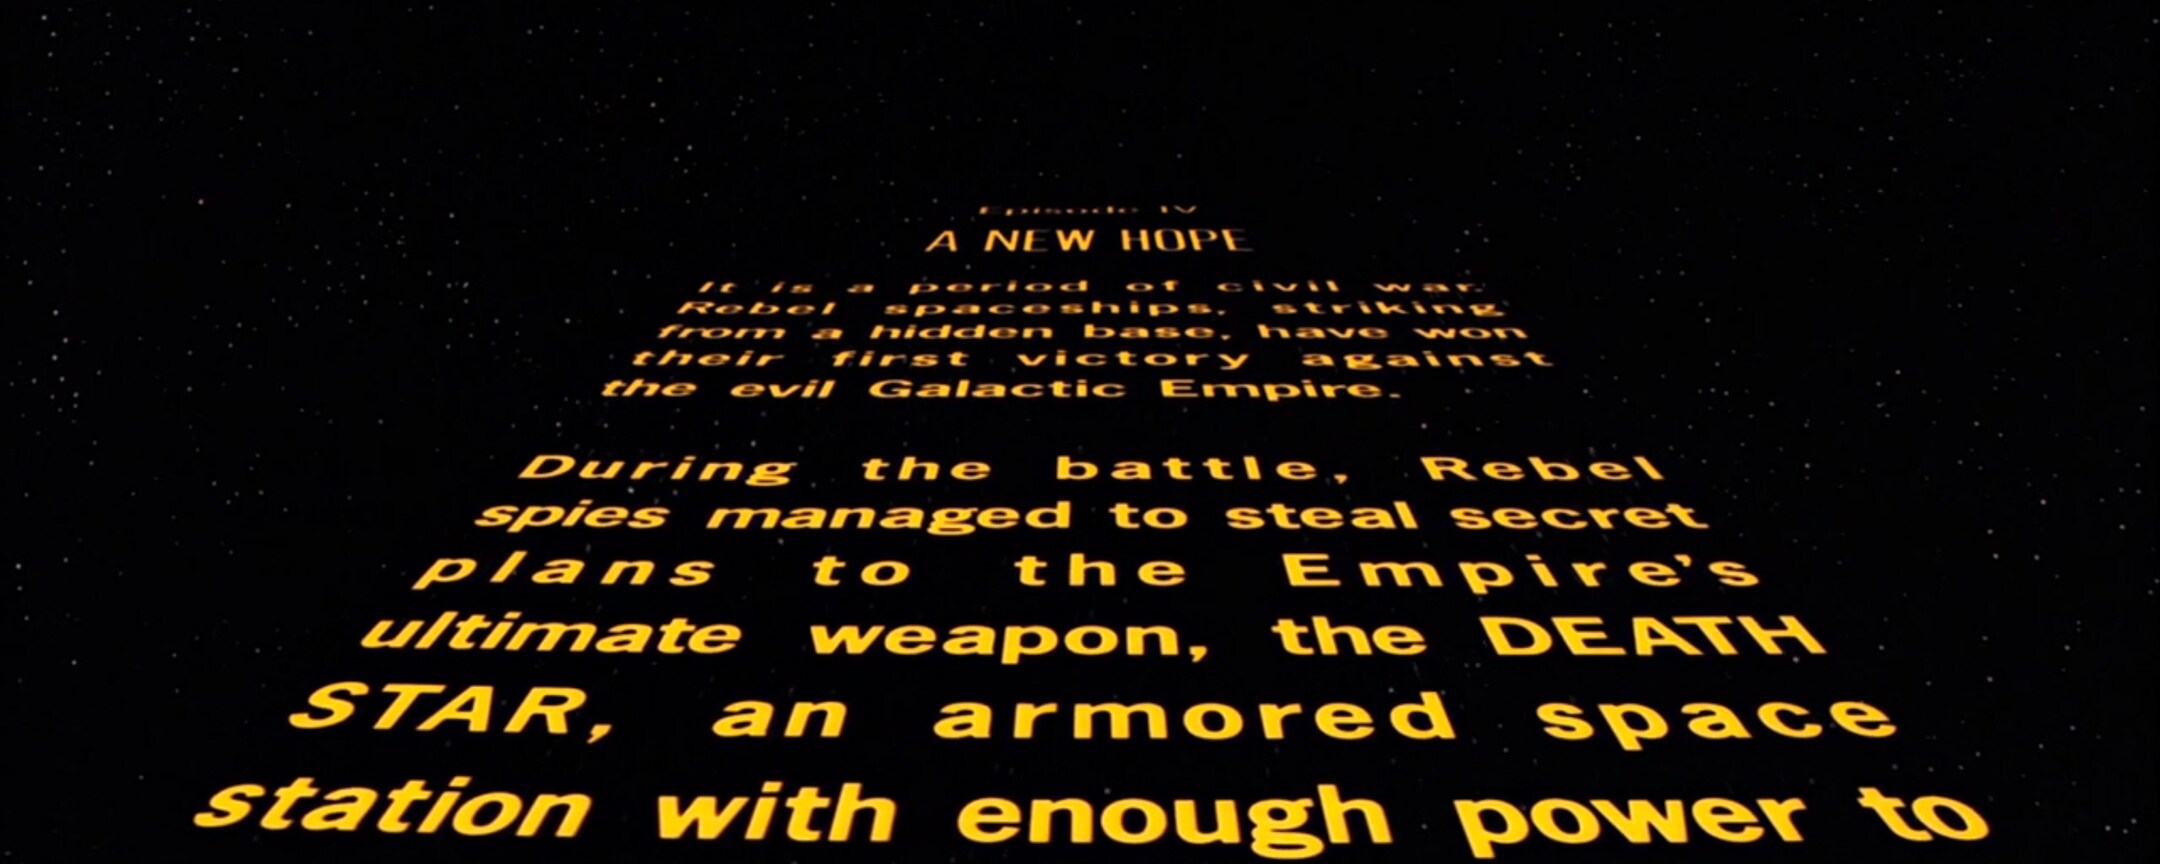 Episode IV
A NEW HOPE
It is a period of civil war.
Rebel spaceships, striking
from a hidden base, have won
their first victory against
the evil Galactic Empire.
During the battle, Rebel
spies managed to steal secret
plans to the Empire's
ultimate weapon, the DEATH
STAR, an armored space
station with enough power to